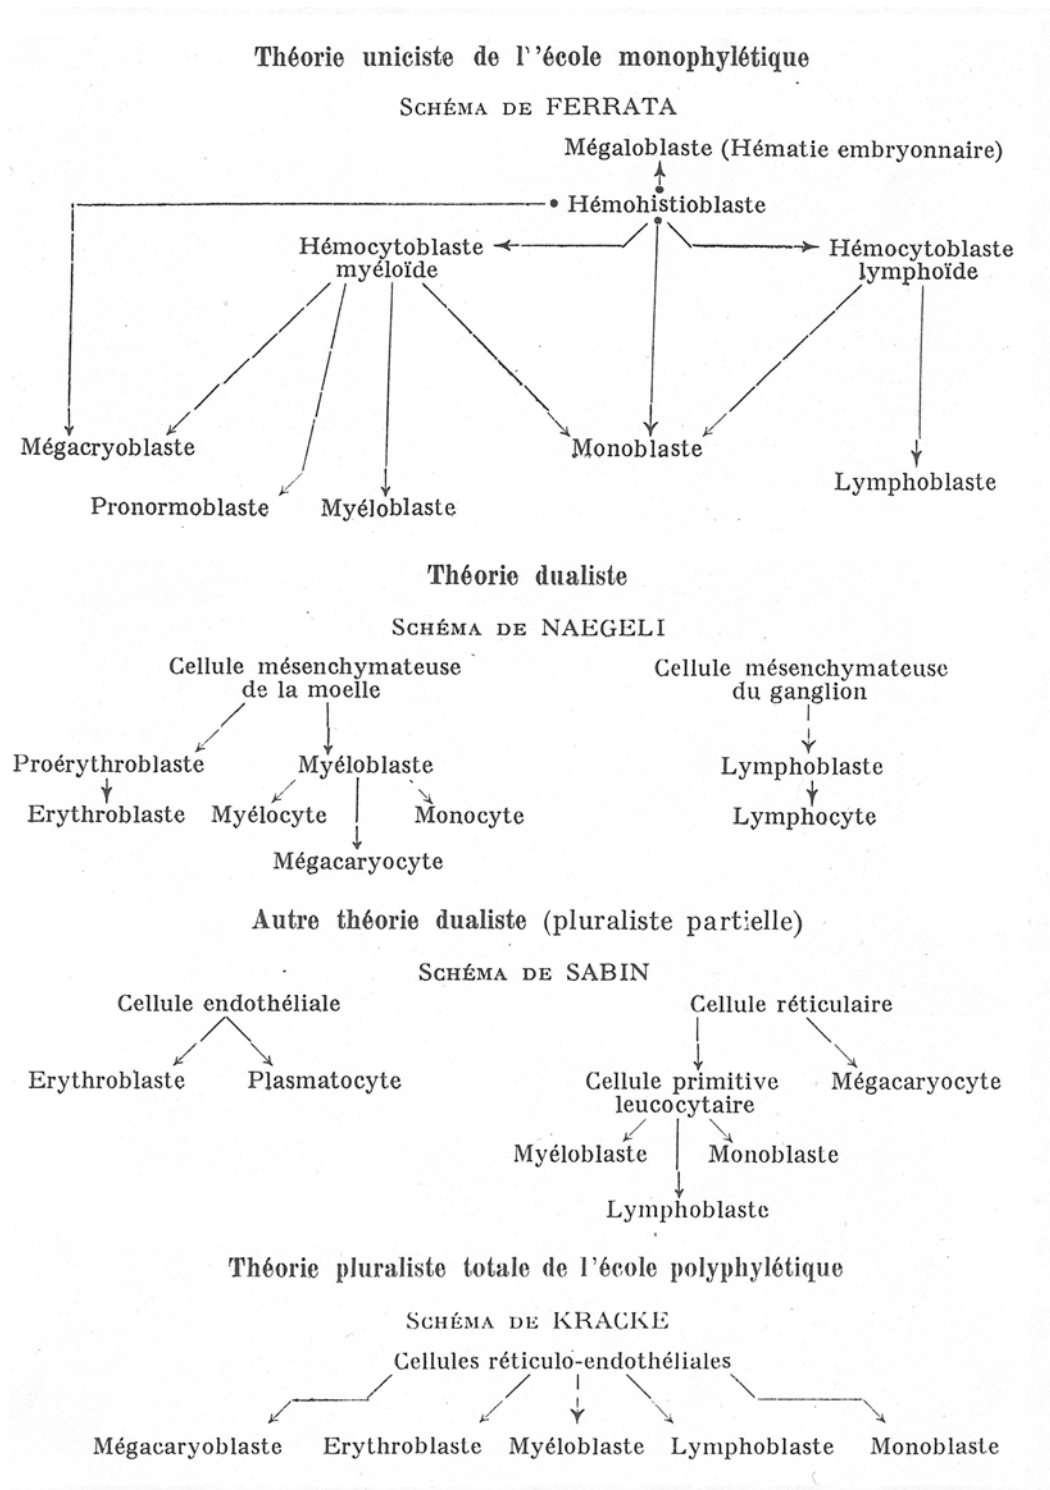 Théorie uniciste de l''école monophylétique
SCHÉMA DE FERRATA
Mégaloblaste (Hématie embryonnaire)
Hémohistioblaste
Hémocytoblaste
myéloïde
Hémocytoblaste
lymphoïde
Mégacryoblaste
Monoblaste
Lymphoblaste
Pronormoblaste
Myéloblaste
Théorie dualiste
SCHÉMA DE NAEGELI
Cellule mésenchymateuse
de la moelle
Cellule mésenchymateuse
du ganglion
Proérythroblaste
Myéloblaste
Lymphoblaste
Erythroblaste
Myélocyte
Monocyte
Lymphocyte
Mégacaryocyte
Autre théorie dualiste (pluraliste partielle)
SCHÉMA DE SABIN
Cellule endothéliale
Cellule réticulaire
Erythroblaste
Plasmatocyte
Cellule primitive
leucocytaire
Mégacaryocyte
Myéloblaste
Monoblaste
Lymphoblaste
Théorie pluraliste totale de l'école polyphylétique
SCHÉMA DE KRACKE
Cellules réticulo-endothéliales
Mégacaryoblaste
Erythroblaste
Myéloblaste
Lymphoblaste
Monoblaste